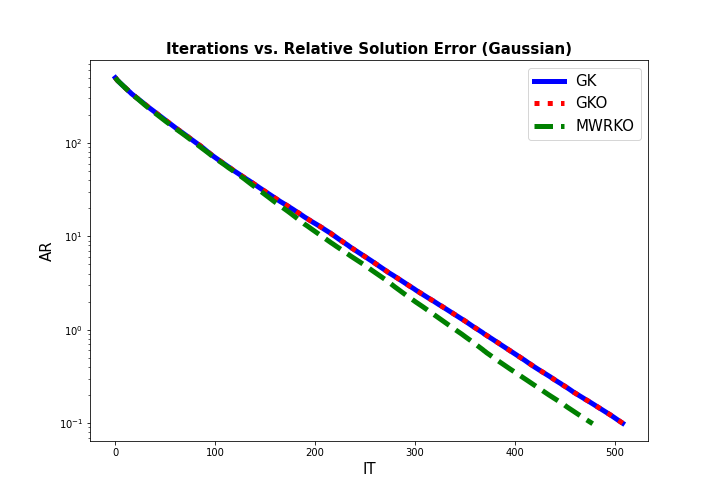 Iterations vs. Relative Solution Error (Gaussian)
GK
GKO
MWRKO
AR
10²
10¹
10⁰
10⁻¹
0 100 200 300 400 500
IT